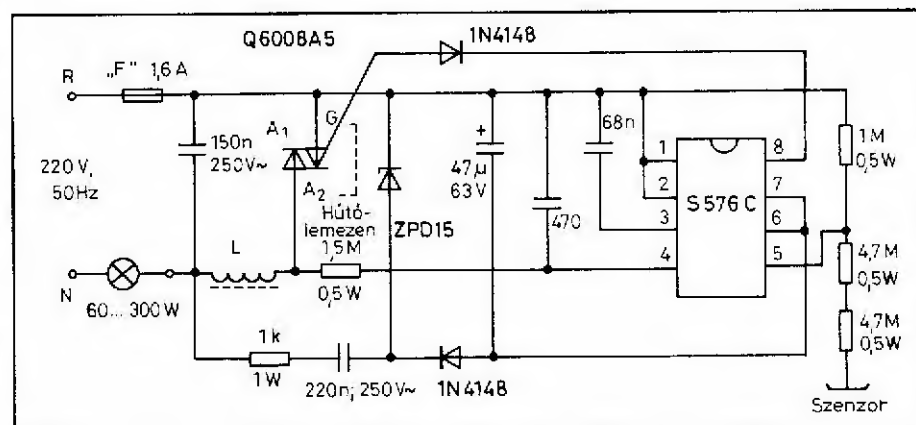 Q6008A5
1N4148
R
„F” 1,6 A
150n
250V~
A1
G
A2
Hűtő-
lemezen
220 V,
50Hz
ZPD15
+
47µ
63V
470
68n
1
2
3
4
S 576 C
8
7
6
5
1M
0,5W
4,7M
0,5W
4,7M
0,5W
Szenzor
N
60... 300 W
L
1,5M
0,5W
1k
1W
220n; 250V~
1N4148